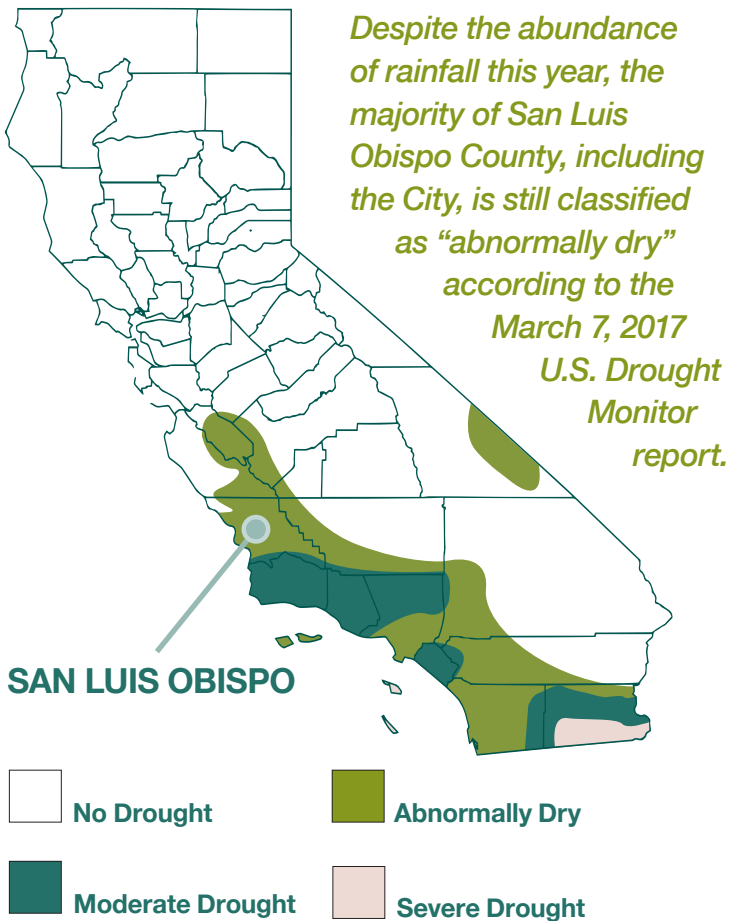 Despite the abundance
of rainfall this year, the
majority of San Luis
Obispo County, including
the City, is still classified
as “abnormally dry”
according to the
March 7, 2017
U.S. Drought
Monitor
report.
SAN LUIS OBISPO
No Drought
Abnormally Dry
Moderate Drought
Severe Drought